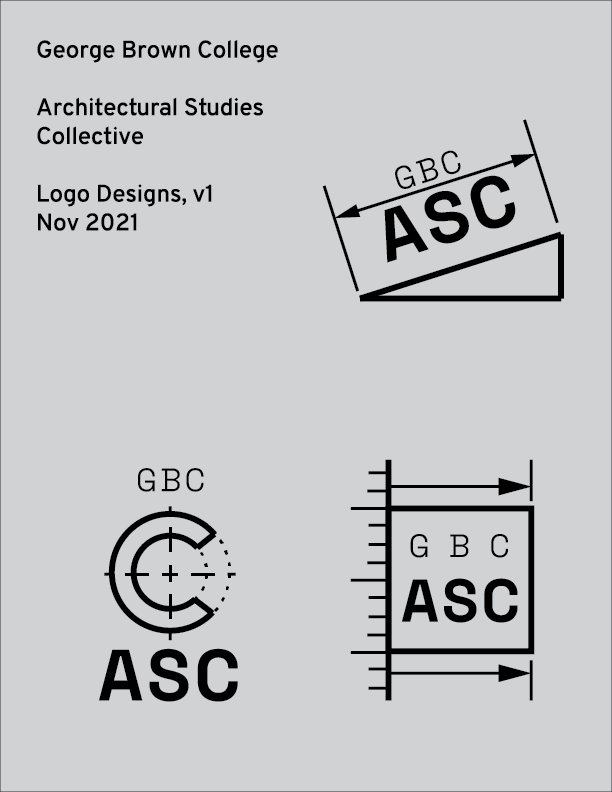 George Brown College
Architectural Studies
Collective
Logo Designs, v1
Nov 2021
GBC
ASC
GBC
ASC
G B C
ASC